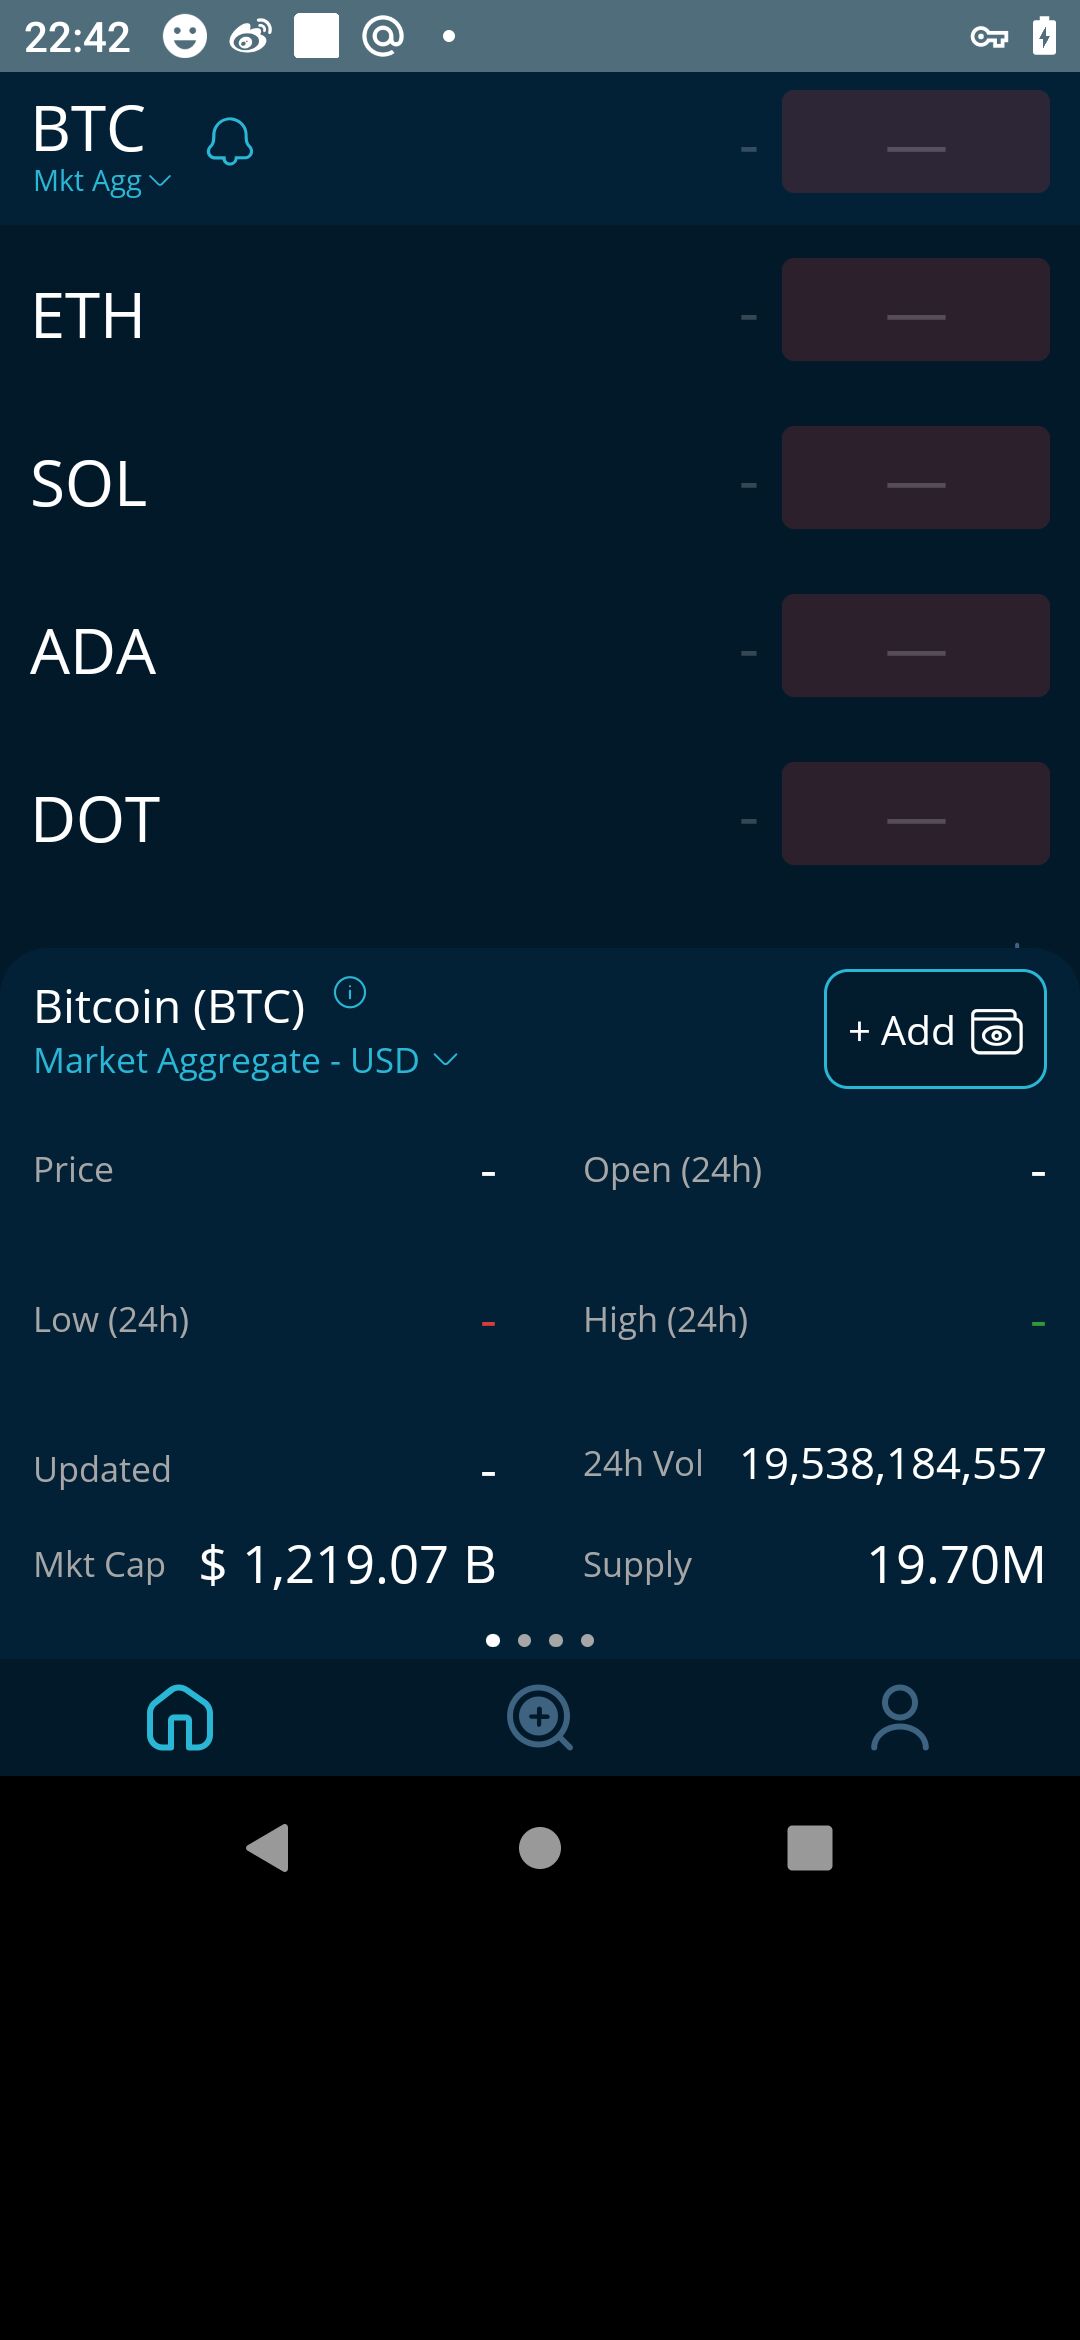 22:42
BTC
Mkt Agg
- —
ETH - —
SOL - —
ADA - —
DOT - —
Bitcoin (BTC)
Market Aggregate - USD
+ Add
Price - Open (24h) -
Low (24h) - High (24h) -
Updated - 24h Vol 19,538,184,557
Mkt Cap $ 1,219.07 B Supply 19.70M